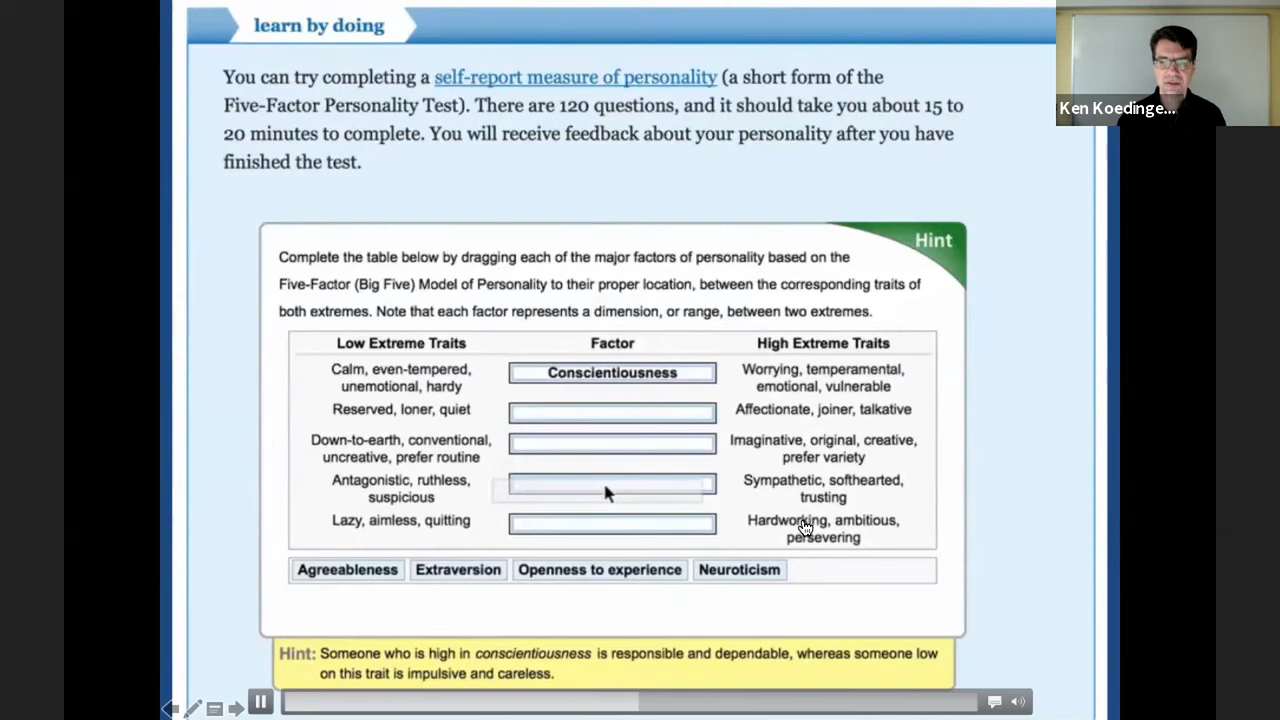 learn by doing
You can try completing a self-report measure of personality (a short form of the
Five-Factor Personality Test). There are 120 questions, and it should take you about 15 to
20 minutes to complete. You will receive feedback about your personality after you have
finished the test.
Ken Koedinge...
Hint
Complete the table below by dragging each of the major factors of personality based on the
Five-Factor (Big Five) Model of Personality to their proper location, between the corresponding traits of
both extremes. Note that each factor represents a dimension, or range, between two extremes.
Low Extreme Traits Factor High Extreme Traits
Calm, even-tempered, Conscientiousness Worrying, temperamental,
unemotional, hardy emotional, vulnerable
Reserved, loner, quiet Affectionate, joiner, talkative
Down-to-earth, conventional, Imaginative, original, creative,
uncreative, prefer routine prefer variety
Antagonistic, ruthless, Sympathetic, softhearted,
suspicious trusting
Lazy, aimless, quitting Hardworking, ambitious,
persevering
Agreeableness Extraversion Openness to experience Neuroticism
Hint: Someone who is high in conscientiousness is responsible and dependable, whereas someone low
on this trait is impulsive and careless.